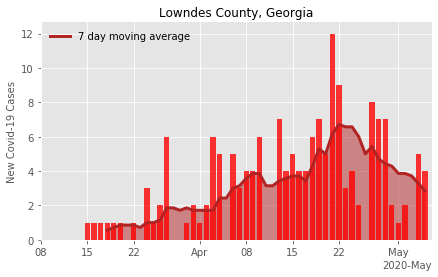 Lowndes County, Georgia
7 day moving average
New Covid-19 Cases
12
10
8
6
4
2
0
08 15 22 Apr 08 15 22 May
2020-May